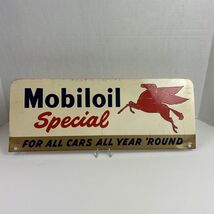 Mobiloil
Special
FOR ALL CARS ALL YEAR 'ROUND